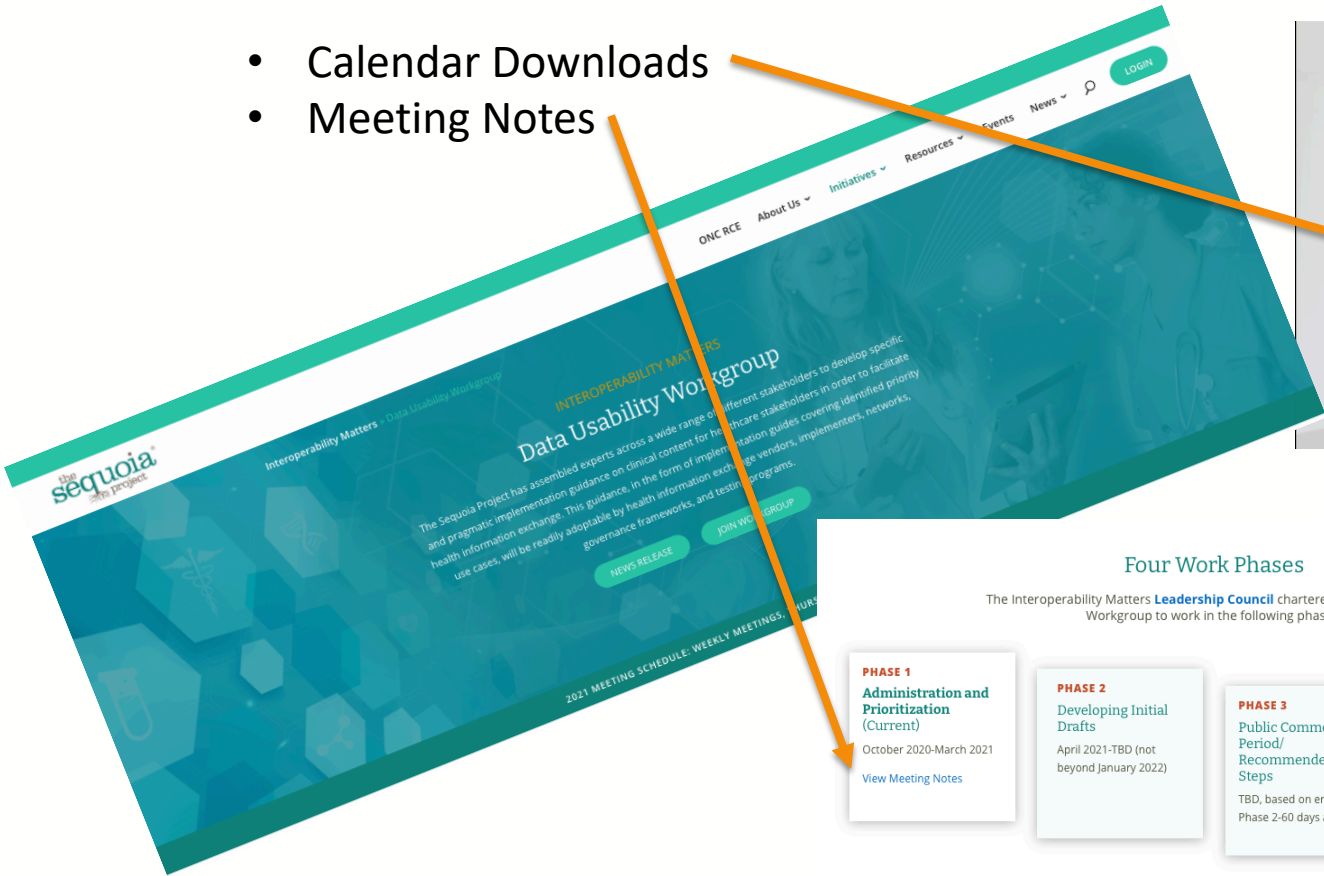 • Calendar Downloads
• Meeting Notes
ONC RCE About Us Initiatives Resources Events News LOGIN
the sequoia project
Interoperability Matters » Data Usability Workgroup
INTEROPERABILITY MATTERS
Data Usability Workgroup
The Sequoia Project has assembled experts across a wide range of different stakeholders to develop specific
and pragmatic implementation guidance on clinical content for healthcare stakeholders in order to facilitate
health information exchange. This guidance, in the form of implementation guides covering identified priority
use cases, will be readily adoptable by health information exchange vendors, implementers, networks,
governance frameworks, and testing programs.
NEWS RELEASE JOIN WORKGROUP
2021 MEETING SCHEDULE: WEEKLY MEETINGS, THURS
Four Work Phases
The Interoperability Matters Leadership Council chartere
Workgroup to work in the following phas
PHASE 1
Administration and
Prioritization
(Current)
October 2020-March 2021
View Meeting Notes
PHASE 2
Developing Initial
Drafts
April 2021-TBD (not
beyond January 2022)
PHASE 3
Public Comme
Period/
Recommende
Steps
TBD, based on e
Phase 2-60 days